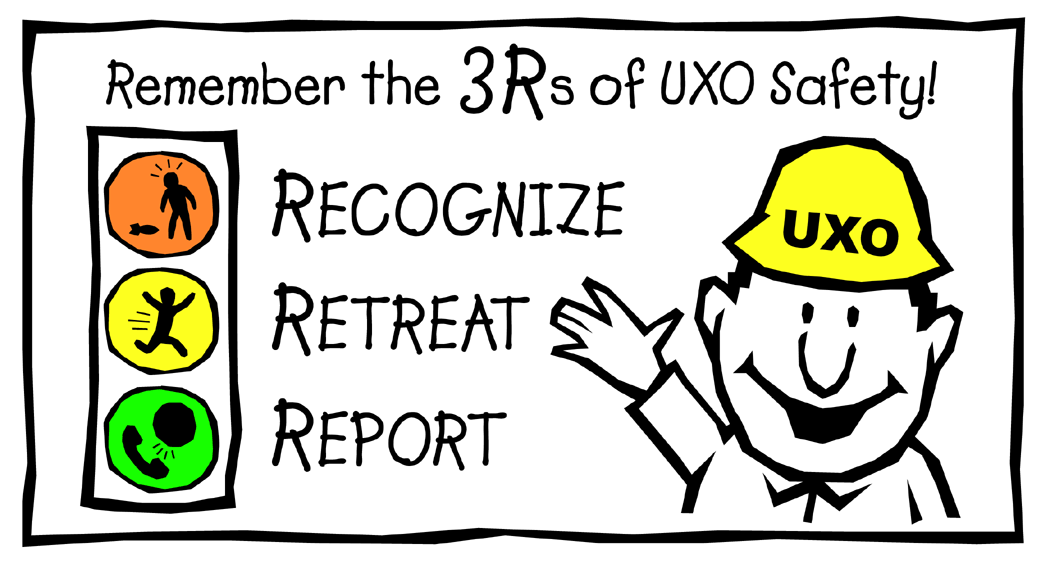 Remember the 3Rs of UXO Safety!
RECOGNIZE
RETREAT
REPORT
UXO